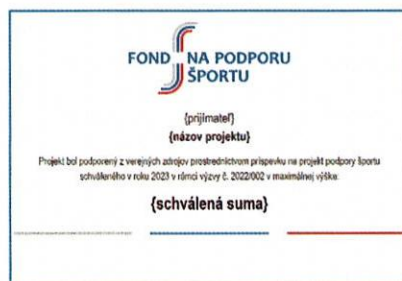 FOND NA PODPORU
ŠPORTU
{prijímateľ}
{názov projektu}
Projekt bol podporený z verejných zdrojov prostredníctvom príspevku na projekt podpory športu
schváleného v roku 2023 v rámci výzvy č. 2022/002 v maximálnej výške:
{schválená suma}